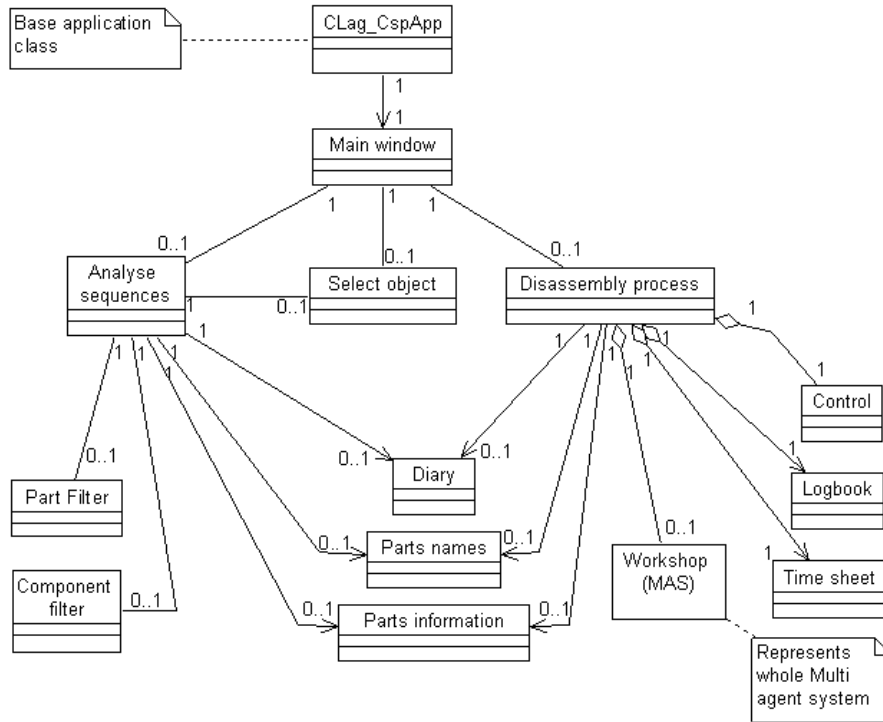 Base application
class
CLag_CspApp
1
1
Main window
1
1
1
0..1
0..1
0..1
Analyse
sequences
Select object
Disassembly process
1
0..1
1
1
1
1
1
1
1
1
1
1
1
1
1
1
Control
0..1
0..1
0..1
Diary
1
Logbook
Part Filter
0..1
0..1
Parts names
0..1
Workshop
(MAS)
1
Time sheet
Component
filter
0..1
0..1
0..1
Parts information
Represents
whole Multi
agent system